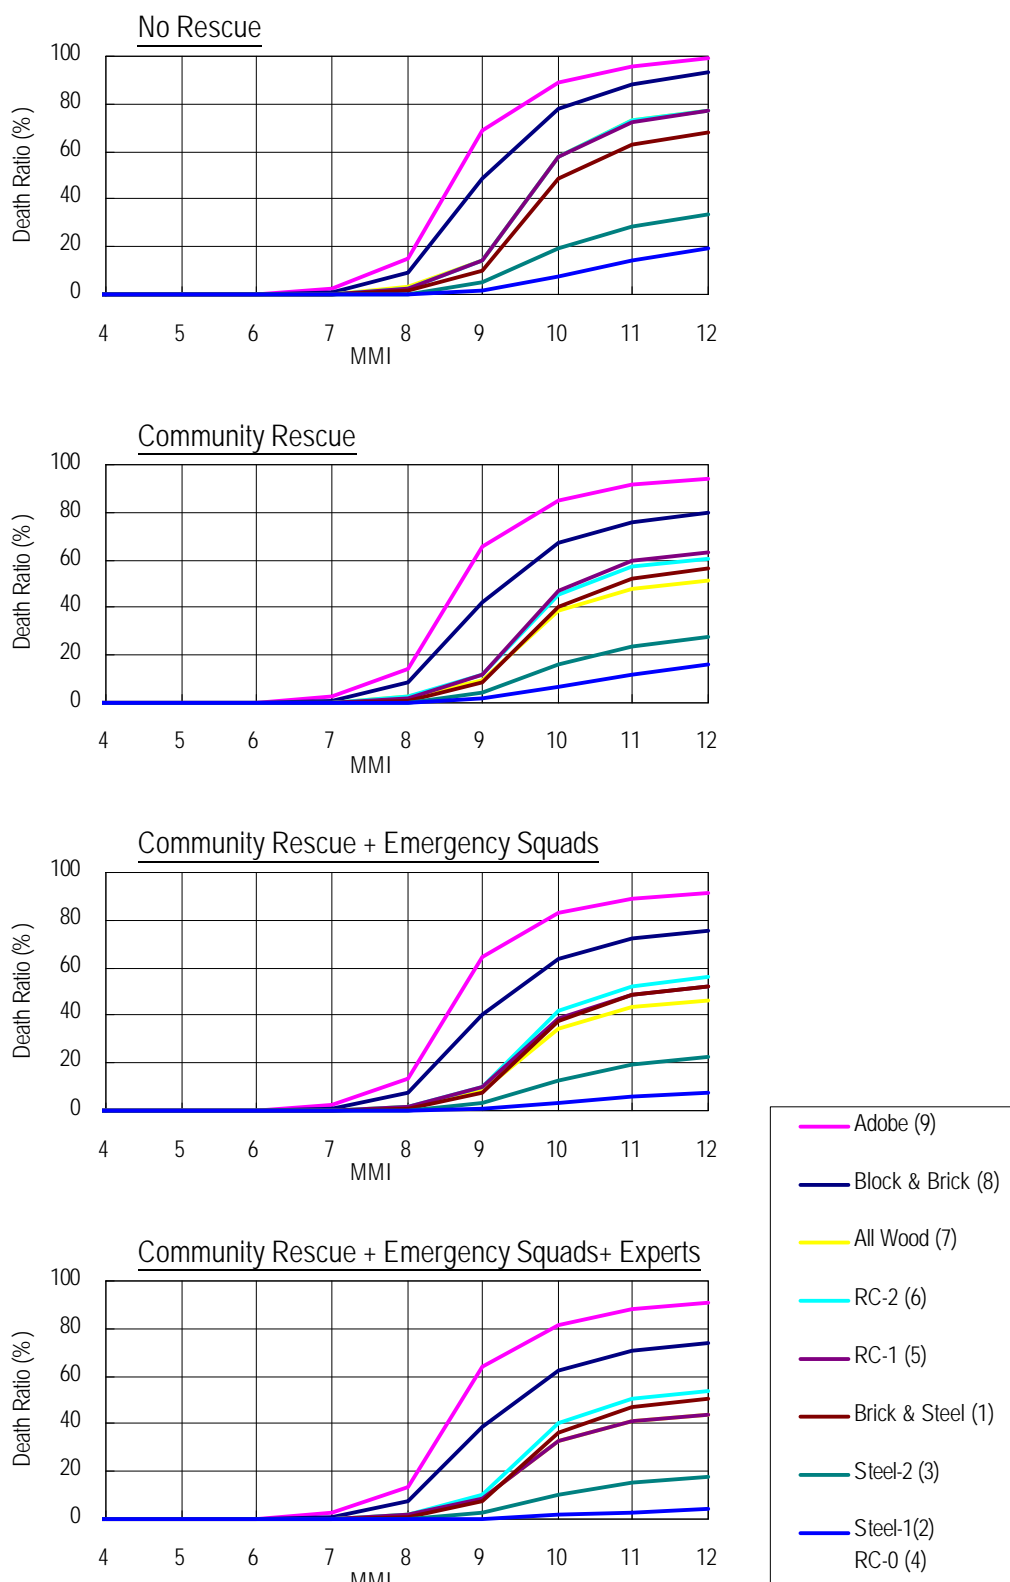 No Rescue
100
80
60
40
20
0
Death Ratio (%)
4 5 6 7 8 9 10 11 12
MMI
Community Rescue
100
80
60
40
20
0
Death Ratio (%)
4 5 6 7 8 9 10 11 12
MMI
Community Rescue + Emergency Squads
100
80
60
40
20
0
Death Ratio (%)
4 5 6 7 8 9 10 11 12
MMI
Community Rescue + Emergency Squads+ Experts
100
80
60
40
20
0
Death Ratio (%)
4 5 6 7 8 9 10 11 12
MMI
Adobe (9)
Block & Brick (8)
All Wood (7)
RC-2 (6)
RC-1 (5)
Brick & Steel (1)
Steel-2 (3)
Steel-1(2)
RC-0 (4)